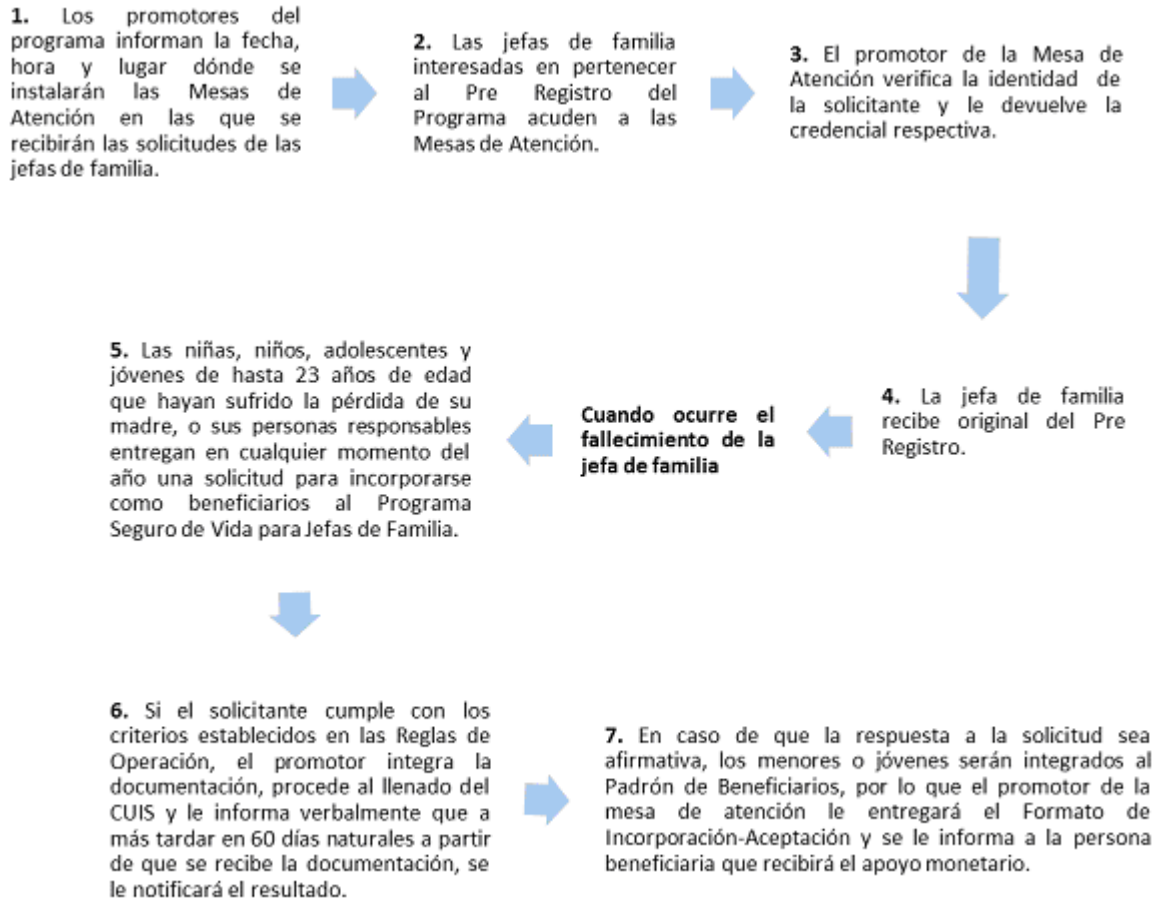 1. Los promotores del
programa informan la fecha,
hora y lugar dónde se
instalarán las Mesas de
Atención en las que se
recibirán las solicitudes de las
jefas de familia.
2. Las jefas de familia
interesadas en pertenecer
al Pre Registro del
Programa acuden a las
Mesas de Atención.
3. El promotor de la Mesa de
Atención verifica la identidad de
la solicitante y le devuelve la
credencial respectiva.
4. La jefa de familia
recibe original del Pre
Registro.
Cuando ocurre el
fallecimiento de la
jefa de familia
5. Las niñas, niños, adolescentes y
jóvenes de hasta 23 años de edad
que hayan sufrido la pérdida de su
madre, o sus personas responsables
entregan en cualquier momento del
año una solicitud para incorporarse
como beneficiarios al Programa
Seguro de Vida para Jefas de Familia.
6. Si el solicitante cumple con los
criterios establecidos en las Reglas de
Operación, el promotor integra la
documentación, procede al llenado del
CUIS y le informa verbalmente que a
más tardar en 60 días naturales a partir
de que se recibe la documentación, se
le notificará el resultado.
7. En caso de que la respuesta a la solicitud sea
afirmativa, los menores o jóvenes serán integrados al
Padrón de Beneficiarios, por lo que el promotor de la
mesa de atención le entregará el Formato de
Incorporación-Aceptación y se le informa a la persona
beneficiaria que recibirá el apoyo monetario.